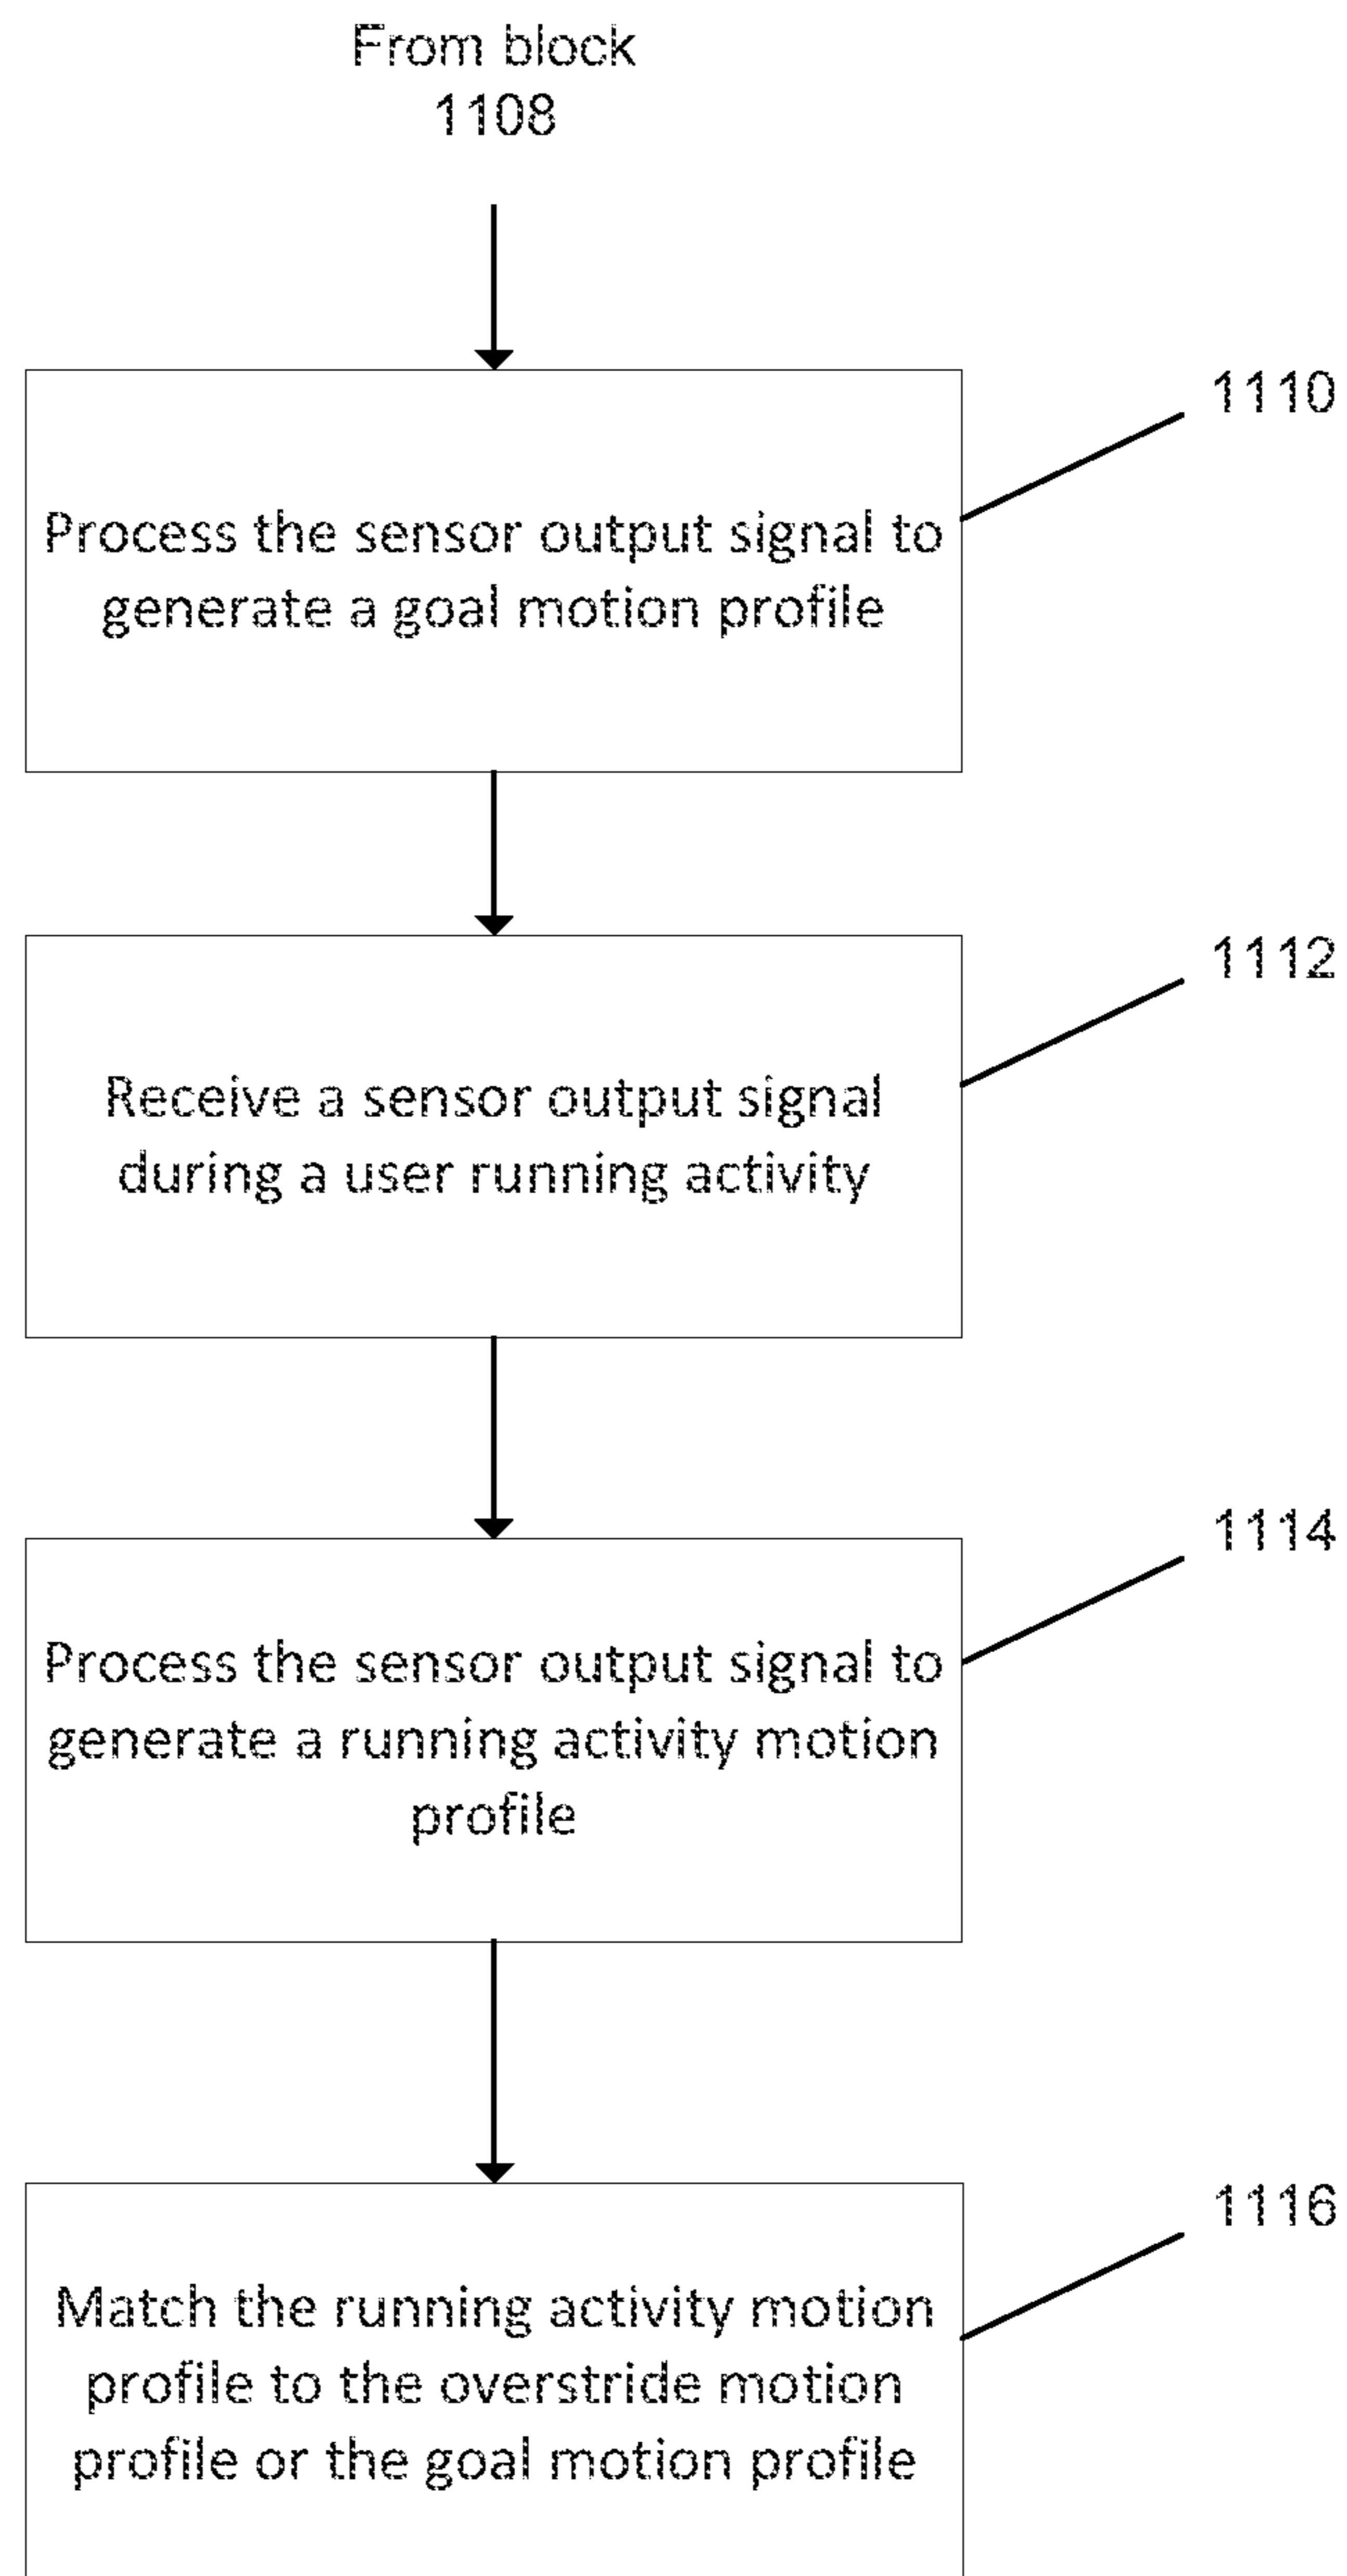 From block
1108
1110
Process the sensor output signal to
generate a goal motion profile
1112
Receive a sensor output signal
during a user running activity
1114
Process the sensor output signal to
generate a running activity motion
profile
1116
Match the running activity motion
profile to the overstride motion
profile or the goal motion profile